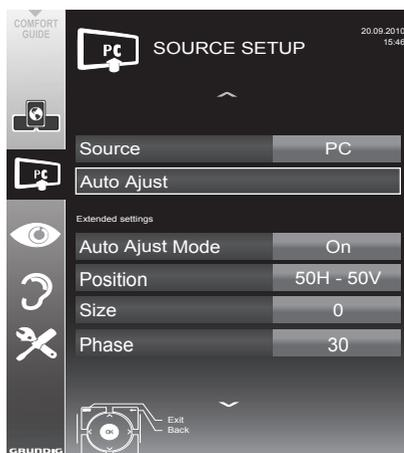 COMFORT
GUIDE
PC
SOURCE SETUP
20.09.2010
15:46
Source
PC
PC
Auto Ajust
Extended settings
Auto Ajust Mode
On
Position
50H - 50V
Size
0
Phase
30
Exit
Back
OK
GRUNDIG